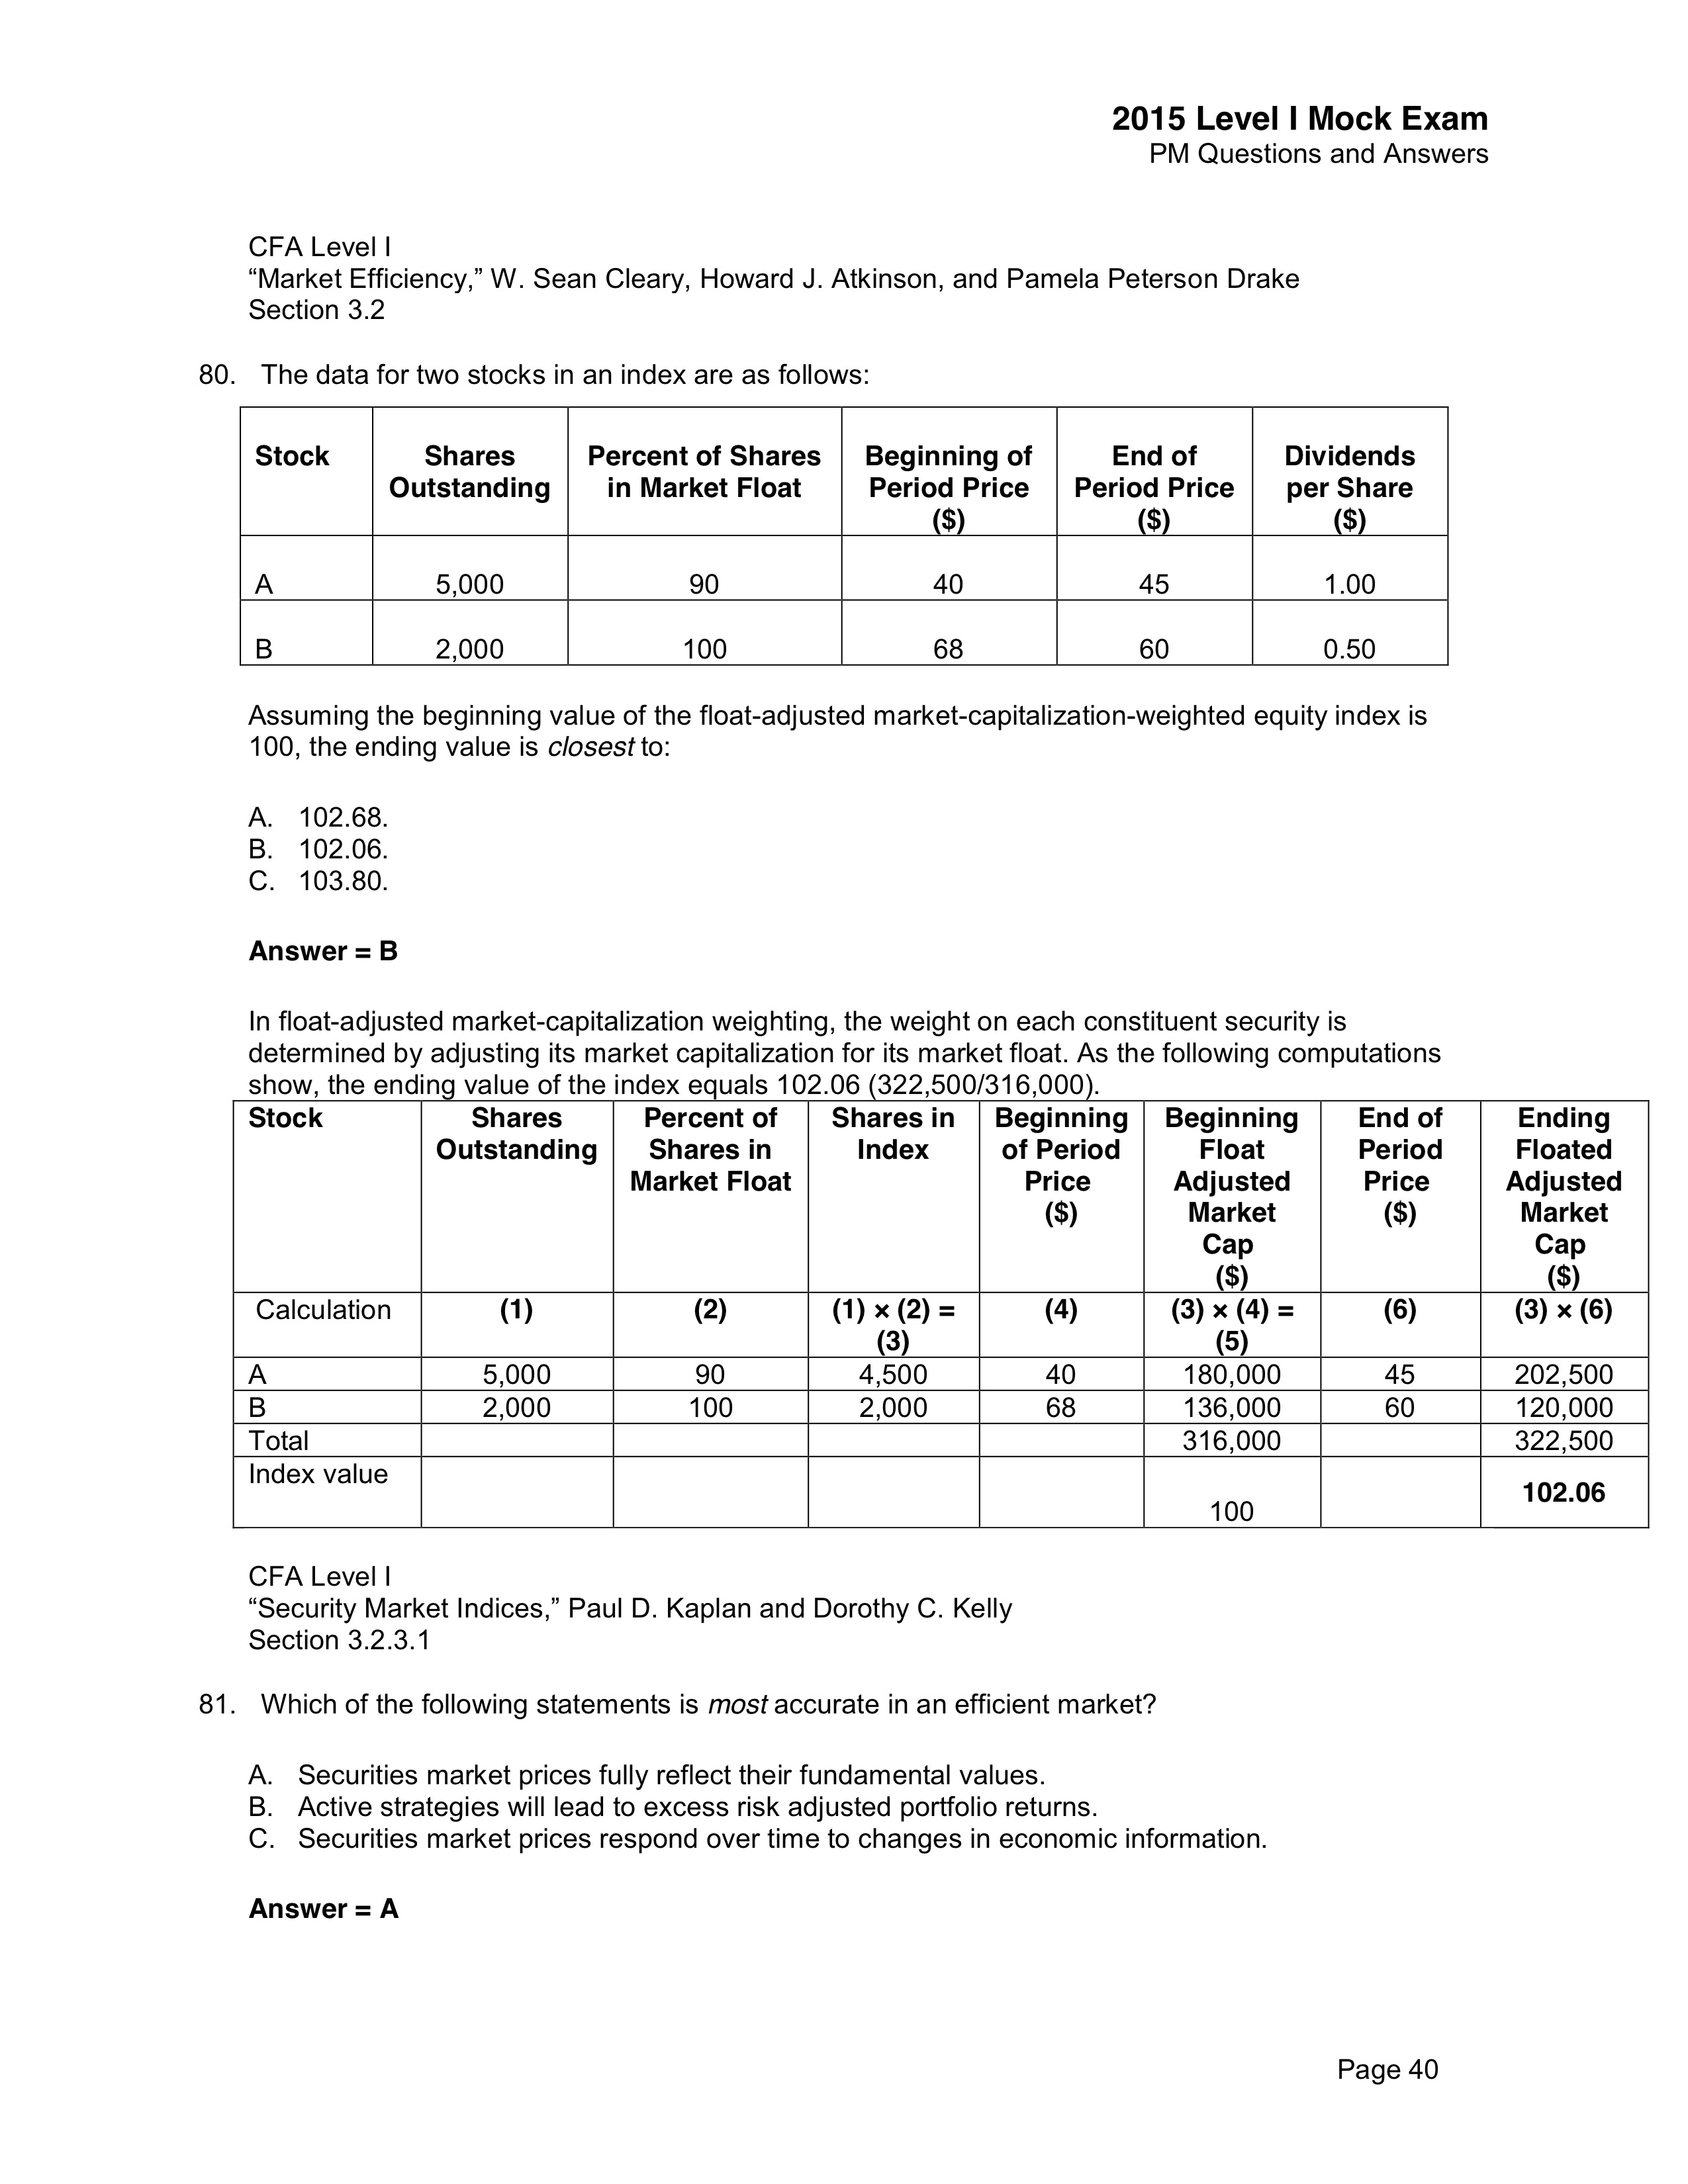 2015 Level I Mock Exam
PM Questions and Answers
CFA Level I
“Market Efficiency,” W. Sean Cleary, Howard J. Atkinson, and Pamela Peterson Drake
Section 3.2
80. The data for two stocks in an index are as follows:
Stock Shares Outstanding Percent of Shares in Market Float Beginning of Period Price ($) End of Period Price ($) Dividends per Share ($)
A 5,000 90 40 45 1.00
B 2,000 100 68 60 0.50
Assuming the beginning value of the float-adjusted market-capitalization-weighted equity index is
100, the ending value is closest to:
A. 102.68.
B. 102.06.
C. 103.80.
Answer = B
In float-adjusted market-capitalization weighting, the weight on each constituent security is
determined by adjusting its market capitalization for its market float. As the following computations
show, the ending value of the index equals 102.06 (322,500/316,000).
Stock Shares Outstanding Percent of Shares in Market Float Shares in Index Beginning of Period Price ($) Beginning Float Adjusted Market Cap ($) End of Period Price ($) Ending Floated Adjusted Market Cap ($)
Calculation (1) (2) (1) × (2) = (3) (4) (3) × (4) = (5) (6) (3) × (6)
A 5,000 90 4,500 40 180,000 45 202,500
B 2,000 100 2,000 68 136,000 60 120,000
Total 316,000 322,500
Index value 100 102.06
CFA Level I
“Security Market Indices,” Paul D. Kaplan and Dorothy C. Kelly
Section 3.2.3.1
81. Which of the following statements is most accurate in an efficient market?
A. Securities market prices fully reflect their fundamental values.
B. Active strategies will lead to excess risk adjusted portfolio returns.
C. Securities market prices respond over time to changes in economic information.
Answer = A
Page 40